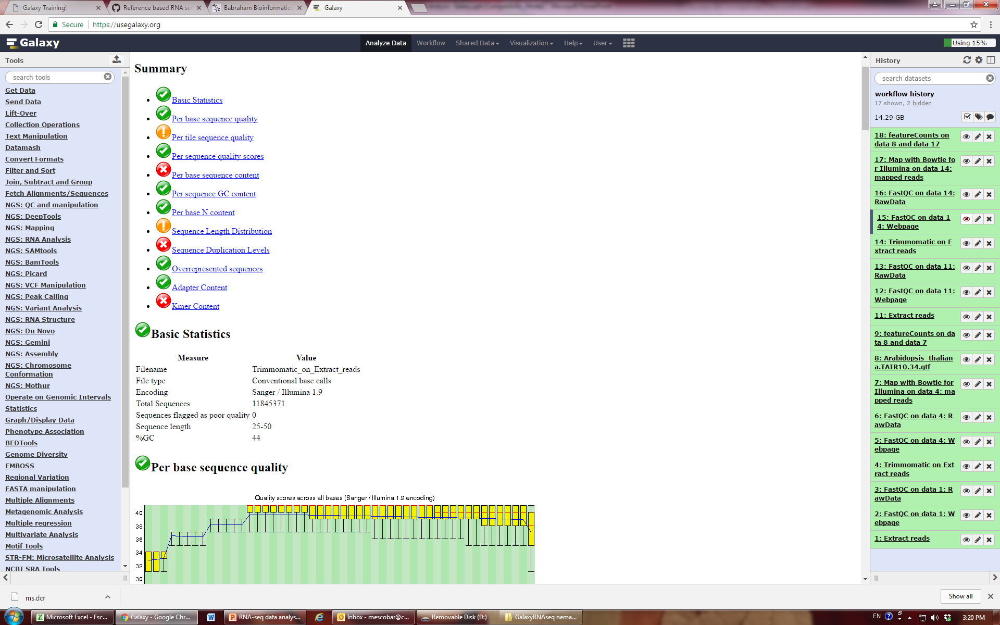 Galaxy Training!
Reference based RNA se
Babraham Bioinformatics
Galaxy
Secure
https://usegalaxy.org
Galaxy
Analyze Data
Workflow
Shared Data
Visualization
Help
User
Using 15%
Tools
search tools
Get Data
Send Data
Lift-Over
Collection Operations
Text Manipulation
Datamash
Convert Formats
Filter and Sort
Join, Subtract and Group
Fetch Alignments/Sequences
NGS: QC and manipulation
NGS: DeepTools
NGS: Mapping
NGS: RNA Analysis
NGS: SAMtools
NGS: BamTools
NGS: Picard
NGS: VCF Manipulation
NGS: Peak Calling
NGS: Variant Analysis
NGS: RNA Structure
NGS: Du Novo
NGS: Gemini
NGS: Assembly
NGS: Chromosome
Conformation
NGS: Mothur
Operate on Genomic Intervals
Statistics
Graph/Display Data
Phenotype Association
BEDTools
Genome Diversity
EMBOSS
Regional Variation
FASTA manipulation
Multiple Alignments
Metagenomic Analysis
Multiple regression
Multivariate Analysis
Motif Tools
STR-FM: Microsatellite Analysis
NCBI SRA Tools
Summary
Basic Statistics
Per base sequence quality
Per tile sequence quality
Per sequence quality scores
Per base sequence content
Per sequence GC content
Per base N content
Sequence Length Distribution
Sequence Duplication Levels
Overrepresented sequences
Adapter Content
Kmer Content
Basic Statistics
Measure Value
Filename Trimmomatic_on_Extract_reads
File type Conventional base calls
Encoding Sanger / Illumina 1.9
Total Sequences 11845371
Sequences flagged as poor quality 0
Sequence length 25-50
%GC 44
Per base sequence quality
Quality scores across all bases (Sanger / Illumina 1.9 encoding)
40
38
36
34
32
30
History
search datasets
workflow history
17 shown, 2 hidden
14.29 GB
18: featureCounts on
data 8 and data 17
17: Map with Bowtie fo
r Illumina on data 14:
mapped reads
16: FastQC on data 14:
RawData
15: FastQC on data 1
4: Webpage
14: Trimmomatic on E
xtract reads
13: FastQC on data 11:
RawData
12: FastQC on data 11:
Webpage
11: Extract reads
9: featureCounts on da
ta 8 and data 7
8: Arabidopsis_thalian
a.TAIR10.34.gtf
7: Map with Bowtie for
Illumina on data 4: ma
pped reads
6: FastQC on data 4: R
awData
5: FastQC on data 4: W
ebpage
4: Trimmomatic on Ext
ract reads
3: FastQC on data 1: R
awData
2: FastQC on data 1: W
ebpage
1: Extract reads
ms.dcr
Show all
Microsoft Excel - Esc...
Galaxy - Google Chr...
RNA-seq data analys...
Inbox - mescobar@c...
Removable Disk (D:)
GalaxyRNAseq nema...
EN
3:20 PM